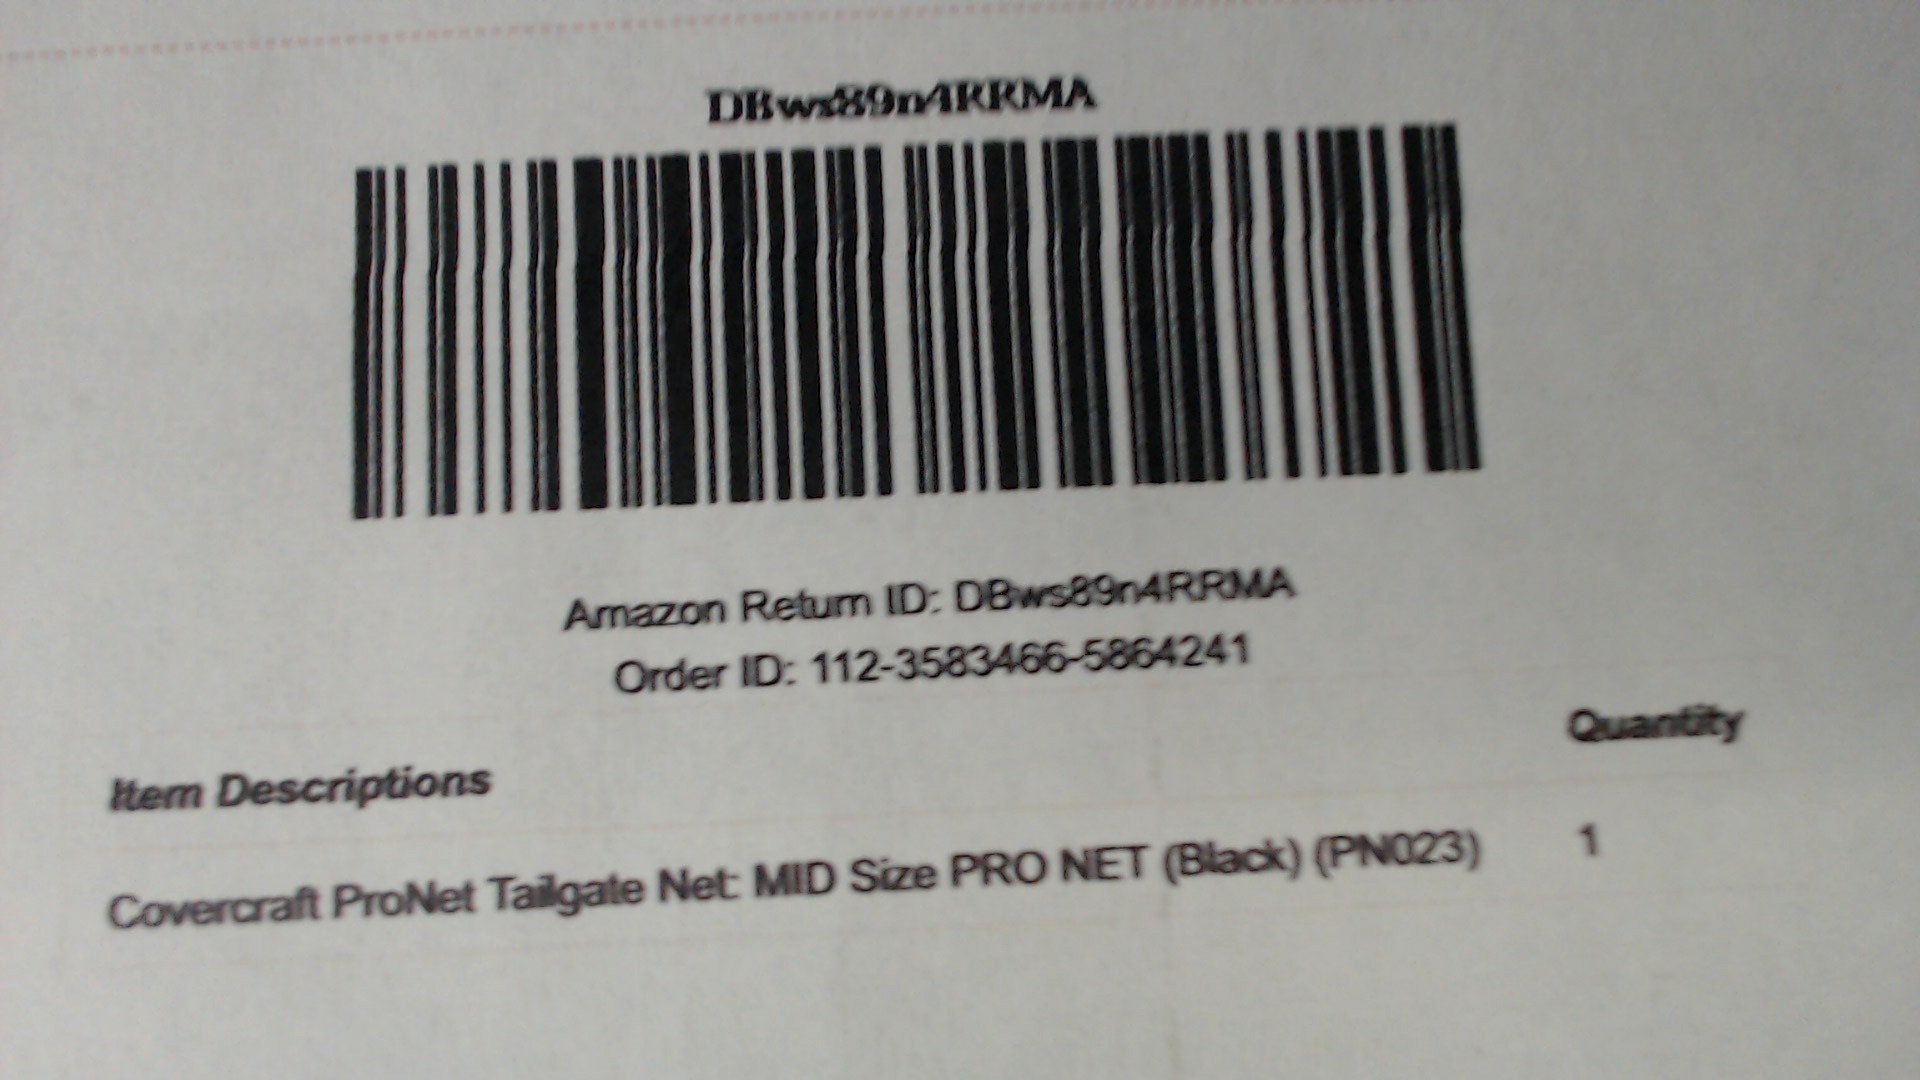 DBws89n4RRMA
Amazon Return ID: DBws89n4RRMA
Order ID: 112-3583466-5864241
Item Descriptions Quantity
Covercraft ProNet Tailgate Net: MID Size PRO NET (Black) (PN023) 1